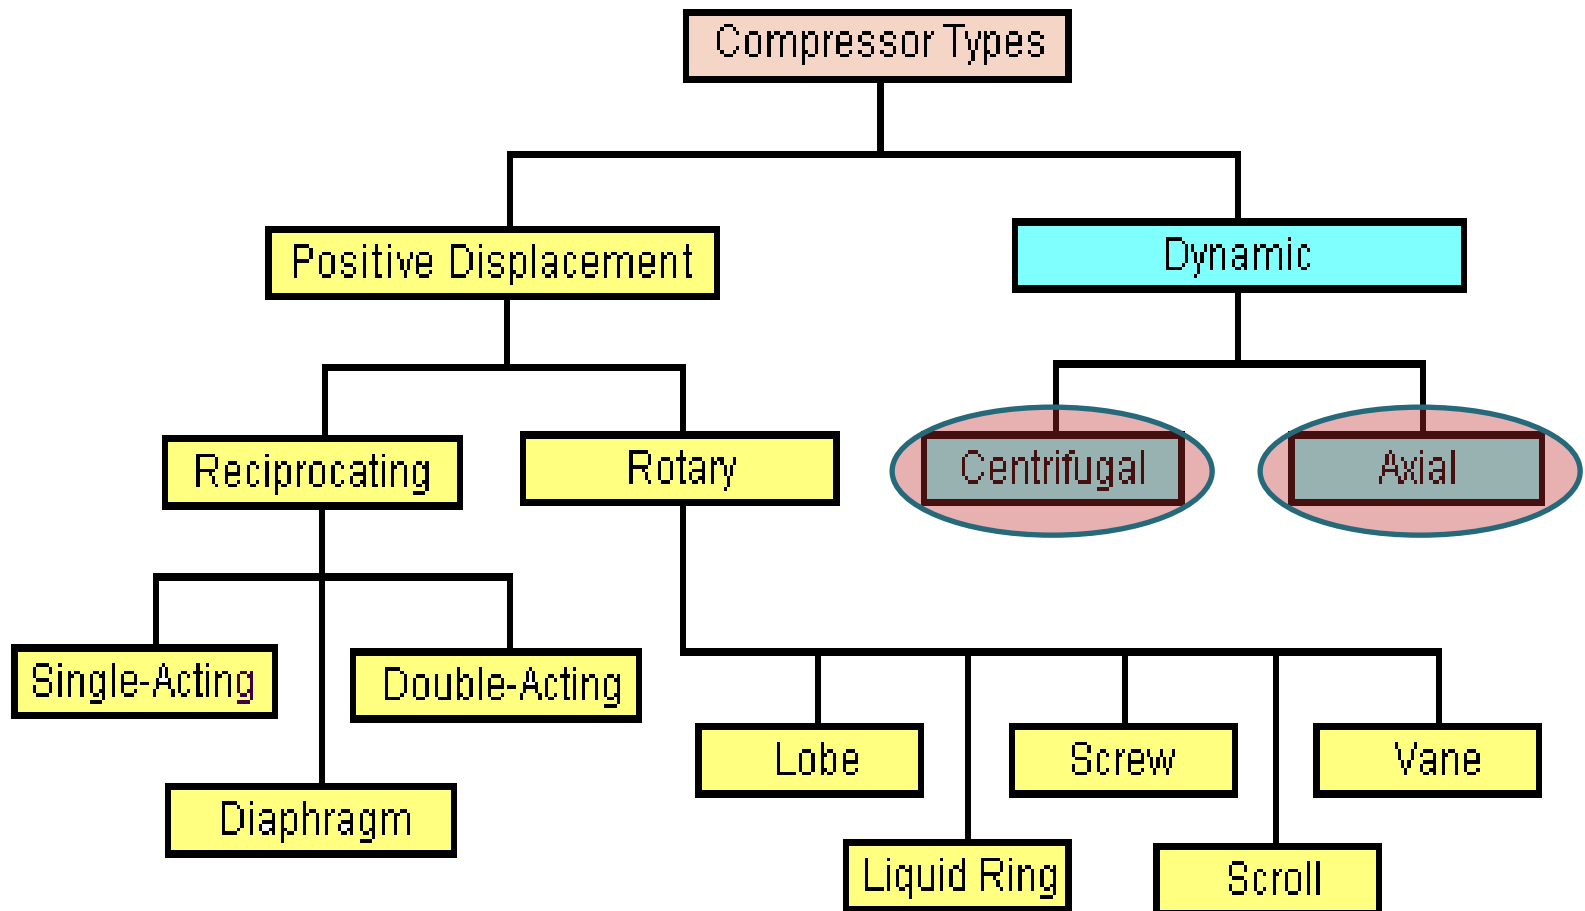 Compressor Types
Positive Displacement
Dynamic
Reciprocating
Rotary
Centrifugal
Axial
Single-Acting
Double-Acting
Diaphragm
Lobe
Screw
Vane
Liquid Ring
Scroll